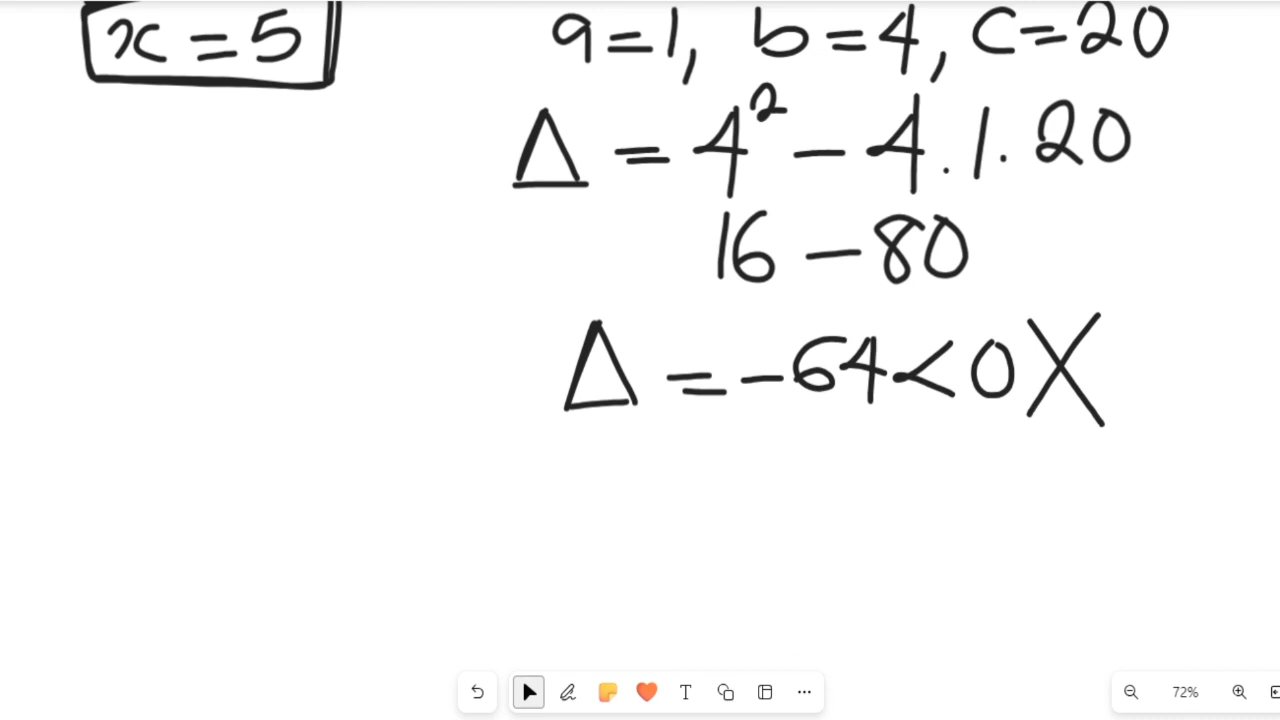 x = 5
a = 1, b = 4, c = 20
Δ = 4² - 4 . 1 . 20
16 - 80
Δ = -64 < 0 X
T
72%